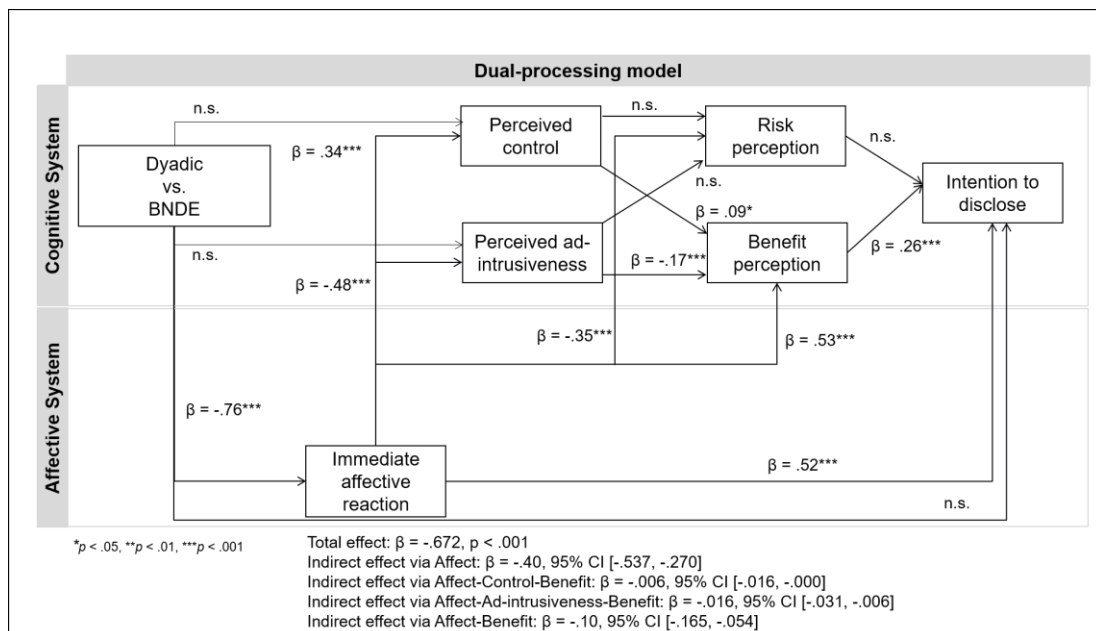 Dual-processing model
Cognitive System
Affective System
n.s.
n.s.
Dyadic
vs.
BNDE
β = .34***
Perceived
control
Risk
perception
n.s.
n.s.
Intention to
disclose
β = .09*
n.s.
Perceived ad-
intrusiveness
β = -.17***
Benefit
perception
β = .26***
β = -.48***
β = -.35***
β = .53***
β = -.76***
Immediate
affective
reaction
β = .52***
n.s.
*p < .05, **p < .01, ***p < .001
Total effect: β = -.672, p < .001
Indirect effect via Affect: β = -.40, 95% CI [-.537, -.270]
Indirect effect via Affect-Control-Benefit: β = -.006, 95% CI [-.016, -.000]
Indirect effect via Affect-Ad-intrusiveness-Benefit: β = -.016, 95% CI [-.031, -.006]
Indirect effect via Affect-Benefit: β = -.10, 95% CI [-.165, -.054]